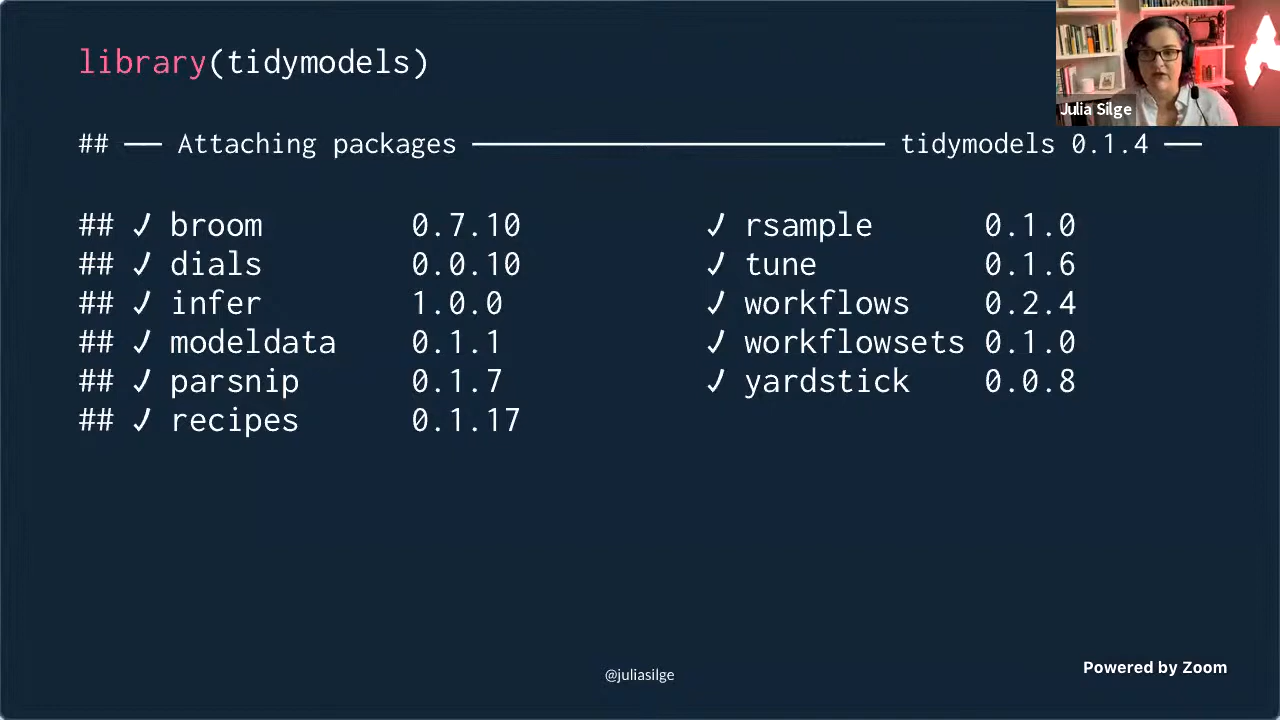 library(tidymodels)
Julia Silge
## ── Attaching packages ─────────────────────────── tidymodels 0.1.4 ──
## ✓ broom 0.7.10 ✓ rsample 0.1.0
## ✓ dials 0.0.10 ✓ tune 0.1.6
## ✓ infer 1.0.0 ✓ workflows 0.2.4
## ✓ modeldata 0.1.1 ✓ workflowsets 0.1.0
## ✓ parsnip 0.1.7 ✓ yardstick 0.0.8
## ✓ recipes 0.1.17
@juliasilge
Powered by Zoom